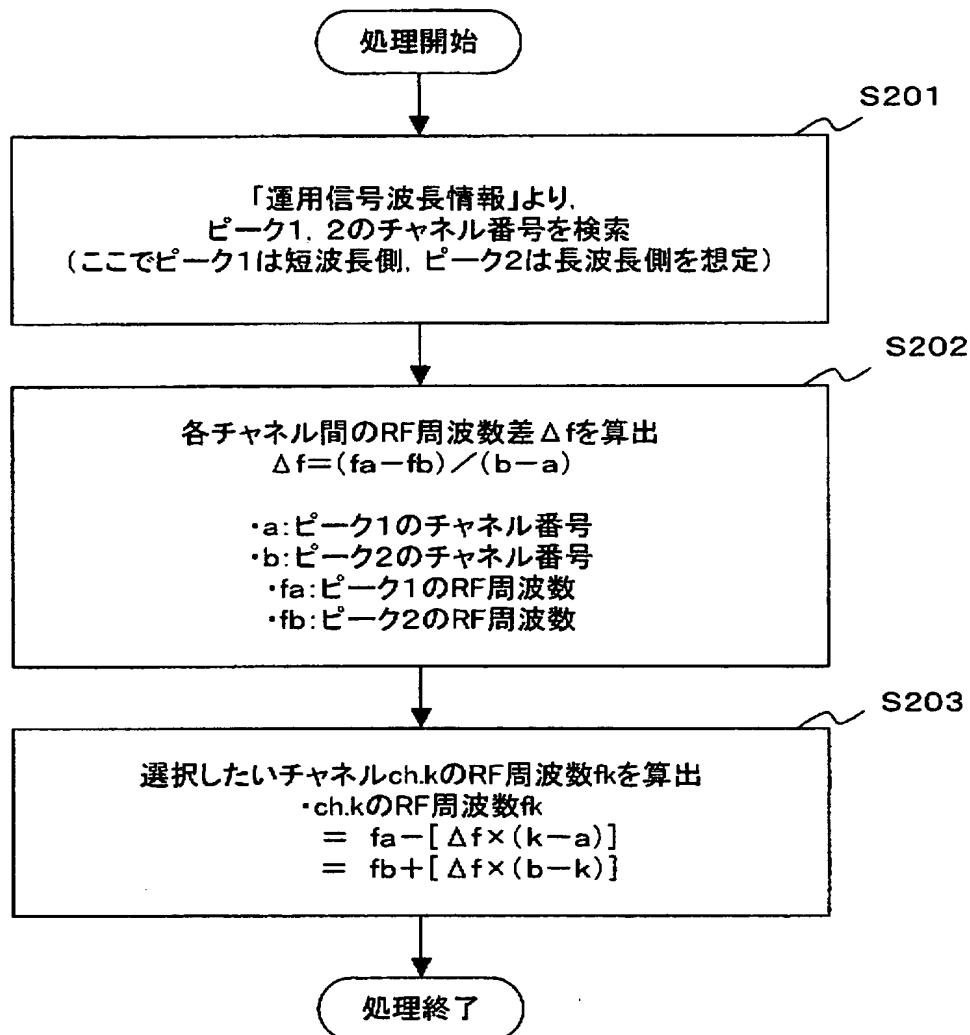 処理開始
S201
「運用信号波長情報」より，
ピーク1，2のチャネル番号を検索
（ここでピーク1は短波長側，ピーク2は長波長側を想定）
S202
各チャネル間のRF周波数差Δfを算出
Δf＝(fa－fb)／(b－a)
・a：ピーク1のチャネル番号
・b：ピーク2のチャネル番号
・fa：ピーク1のRF周波数
・fb：ピーク2のRF周波数
S203
選択したいチャネルch.kのRF周波数fkを算出
・ch.kのRF周波数fk
＝ fa－[Δf×(k－a)]
＝ fb＋[Δf×(b－k)]
処理終了